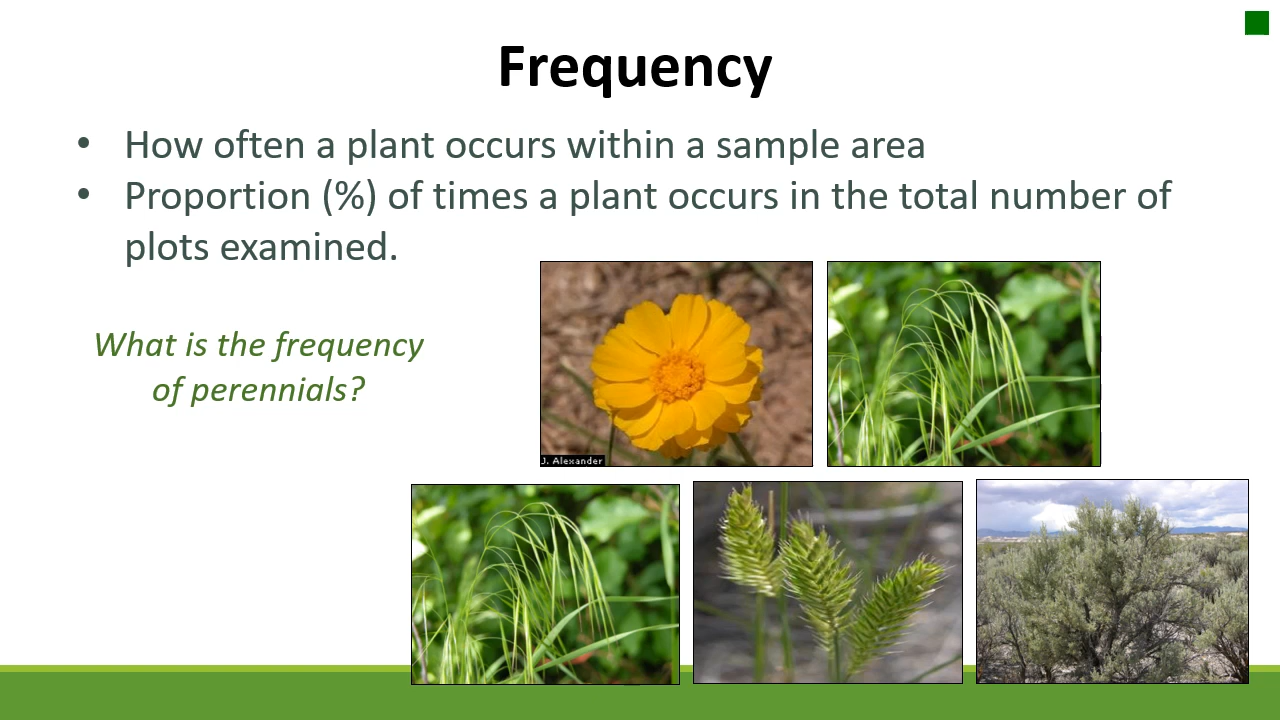 Frequency
• How often a plant occurs within a sample area
• Proportion (%) of times a plant occurs in the total number of
plots examined.
What is the frequency
of perennials?
J. Alexander